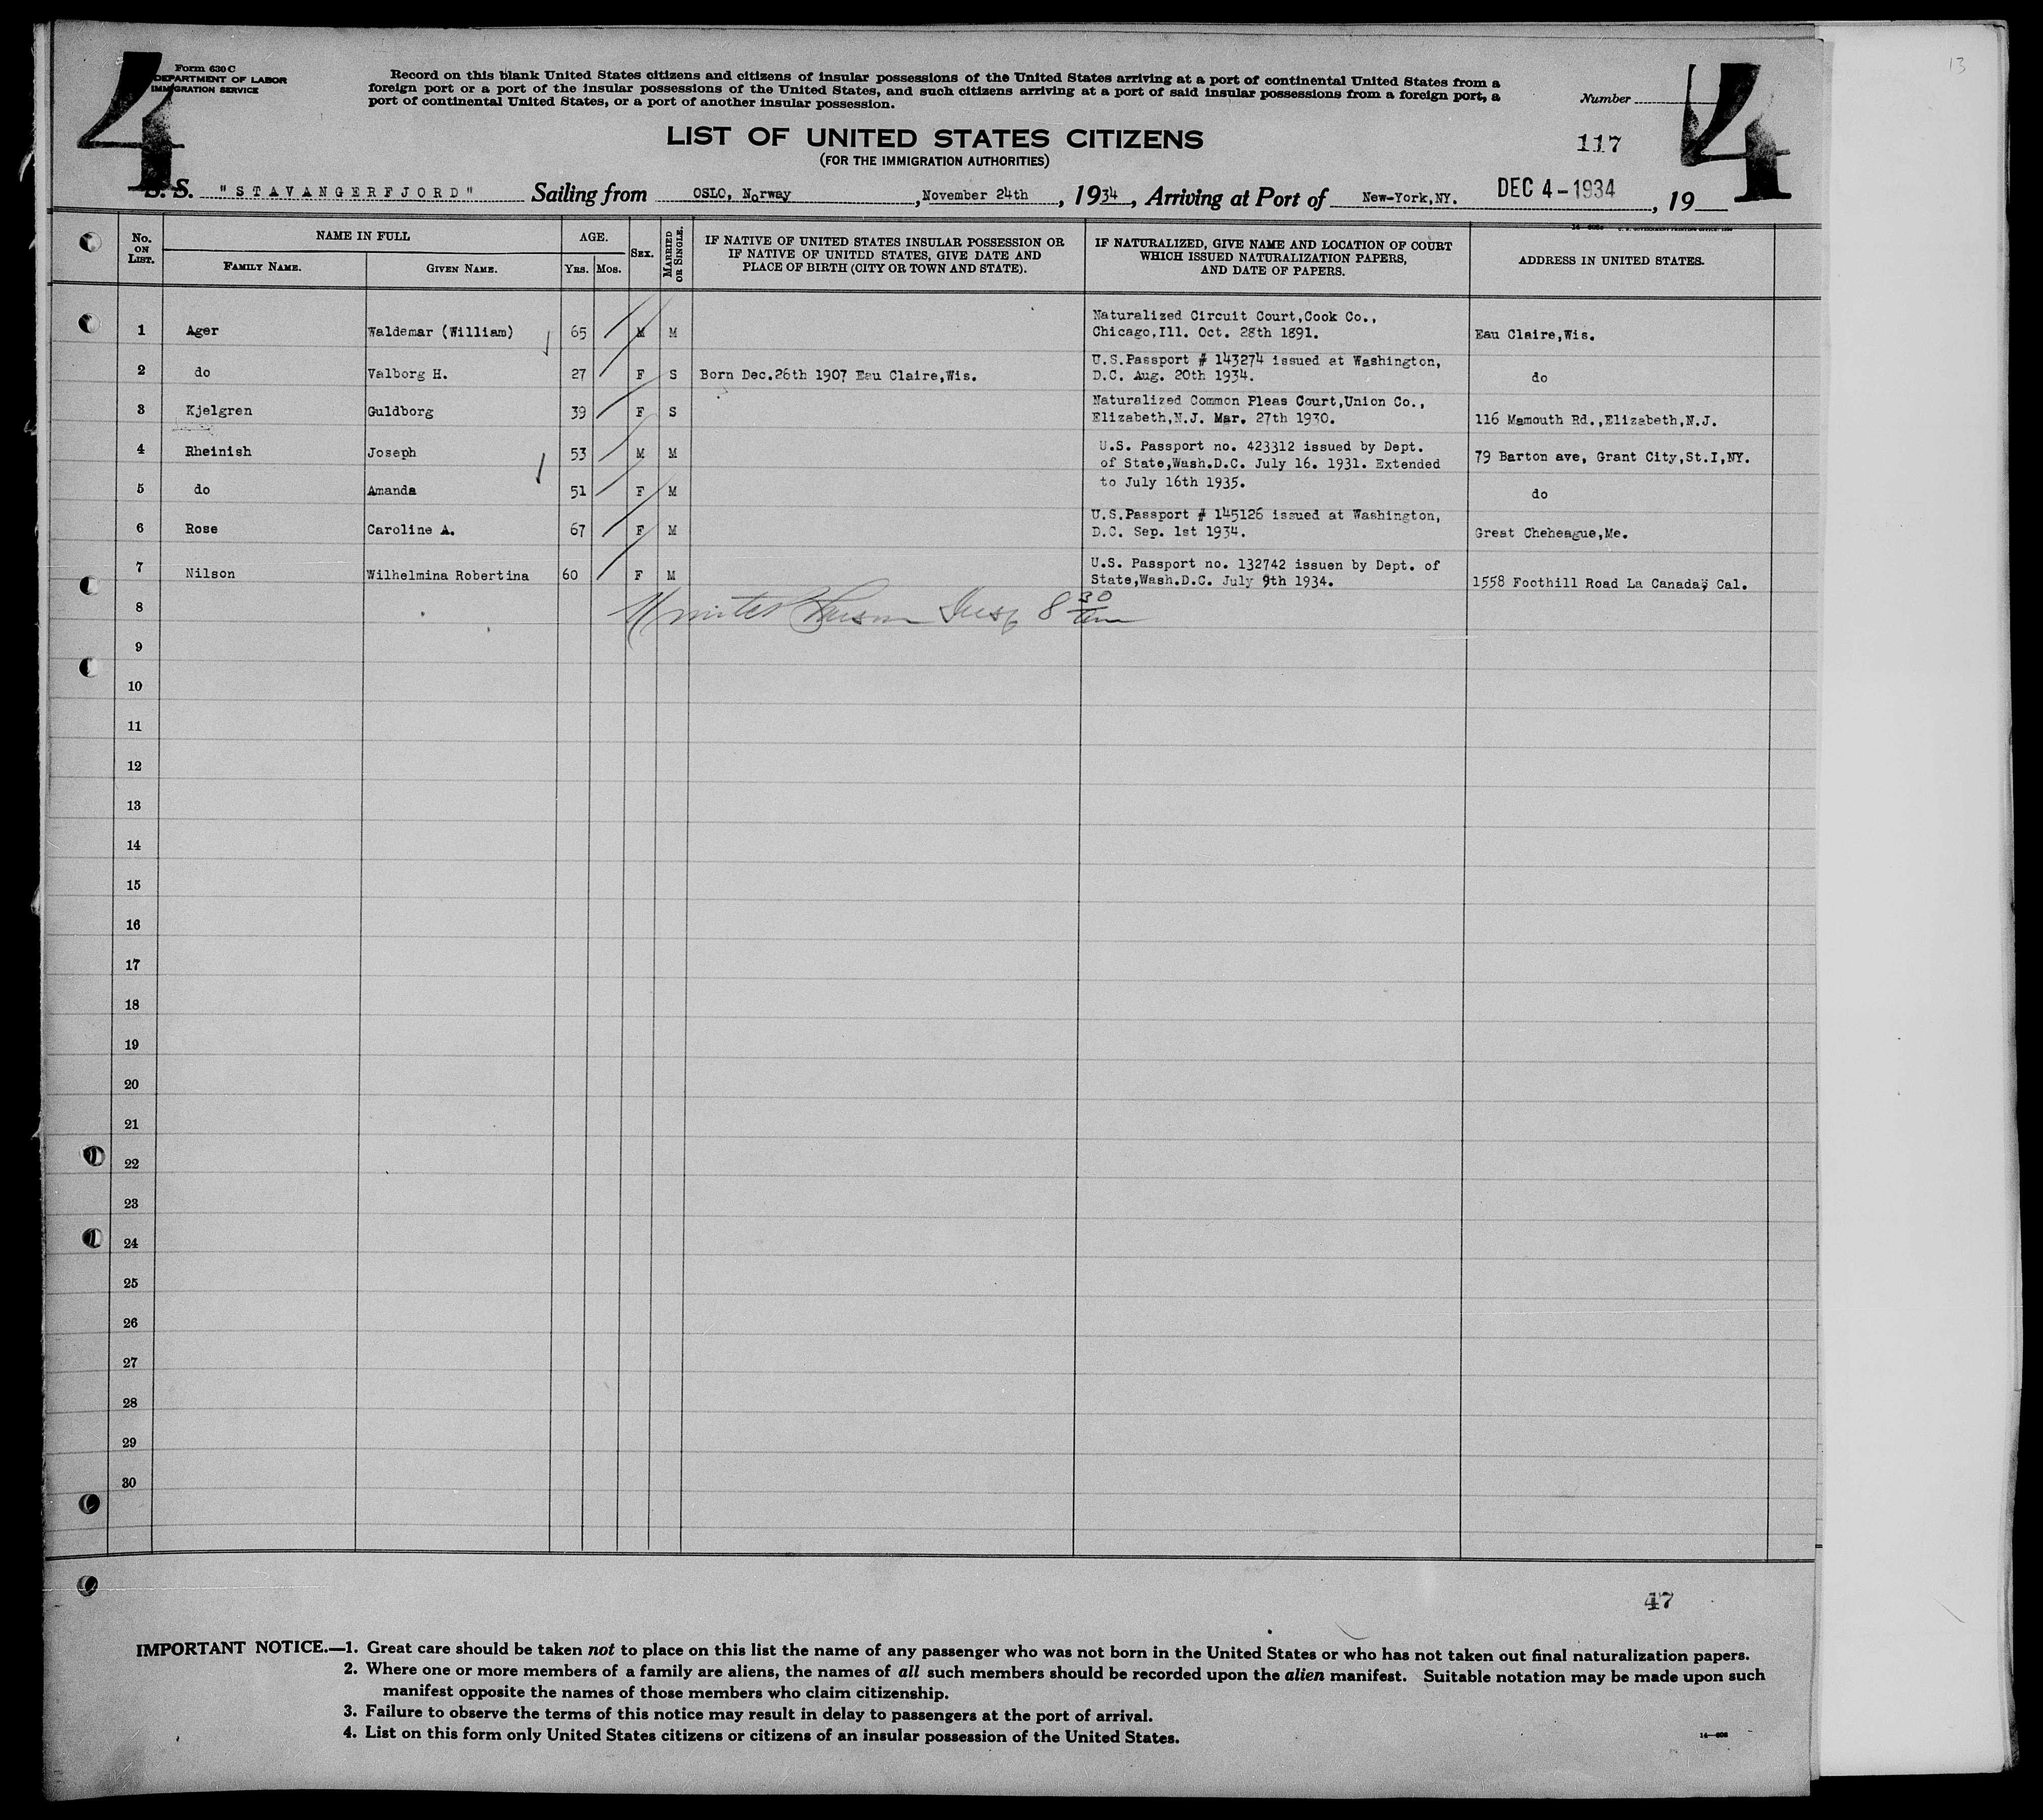 4
Form 630 C
DEPARTMENT OF LABOR
IMMIGRATION SERVICE
Record on this blank United States citizens and citizens of insular possessions of the United States arriving at a port of continental United States from a
foreign port or a port of the insular possessions of the United States, and such citizens arriving at a port of said insular possessions from a foreign port, a
port of continental United States, or a port of another insular possession.
13
Number
4
LIST OF UNITED STATES CITIZENS
(FOR THE IMMIGRATION AUTHORITIES)
117
S. S. "STAVANGERFJORD" Sailing from OSLO, Norway, November 24th, 1934, Arriving at Port of New-York,NY. DEC 4-1934, 19
No. ON LIST. NAME IN FULL FAMILY NAME. GIVEN NAME. AGE. YRS. MOS. SEX. MARRIED OR SINGLE. IF NATIVE OF UNITED STATES INSULAR POSSESSION OR IF NATIVE OF UNITED STATES, GIVE DATE AND PLACE OF BIRTH (CITY OR TOWN AND STATE). IF NATURALIZED, GIVE NAME AND LOCATION OF COURT WHICH ISSUED NATURALIZATION PAPERS, AND DATE OF PAPERS. ADDRESS IN UNITED STATES.
Naturalized Circuit Court,Cook Co.,
1 Ager Waldemar (William) 65 M M Chicago,Ill. Oct. 28th 1891. Eau Claire,Wis.
U.S.Passport # 143274 issued at Washington,
2 do Valborg H. 27 F S Born Dec.26th 1907 Eau Claire,Wis. D.C. Aug. 20th 1934. do
Naturalized Common Pleas Court,Union Co.,
3 Kjelgren Guldborg 39 F S Elizabeth,N.J. Mar. 27th 1930. 116 Mamouth Rd.,Elizabeth,N.J.
4 Rheinish Joseph 53 M M U.S. Passport no. 423312 issued by Dept. 79 Barton ave, Grant City,St.I,NY.
of State,Wash.D.C. July 16. 1931. Extended
5 do Amanda 51 F M to July 16th 1935. do
U.S.Passport # 145126 issued at Washington,
6 Rose Caroline A. 67 F M D.C. Sep. 1st 1934. Great Cheheague,Me.
U.S. Passport no. 132742 issuen by Dept. of
7 Nilson Wilhelmina Robertina 60 F M State,Wash.D.C. July 9th 1934. 1558 Foothill Road La Canada, Cal.
8 Insp 8 30
9
10
11
12
13
14
15
16
17
18
19
20
21
22
23
24
25
26
27
28
29
30
47
IMPORTANT NOTICE.—1. Great care should be taken not to place on this list the name of any passenger who was not born in the United States or who has not taken out final naturalization papers.
2. Where one or more members of a family are aliens, the names of all such members should be recorded upon the alien manifest. Suitable notation may be made upon such
manifest opposite the names of those members who claim citizenship.
3. Failure to observe the terms of this notice may result in delay to passengers at the port of arrival.
4. List on this form only United States citizens or citizens of an insular possession of the United States.